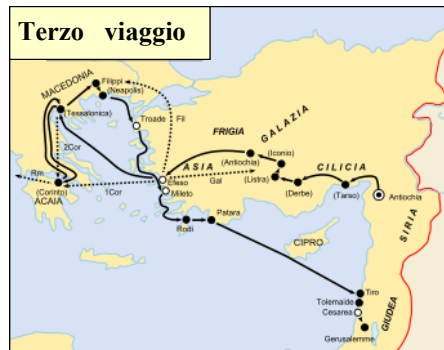 Terzo viaggio
MACEDONIA
Filippi
(Neapolis)
(Tessalonica)
Troade
Fil
2Cor
FRIGIA
GALAZIA
(Iconio)
ASIA
(Antiochia)
CILICIA
Rm
(Corinto)
1Cor
Efeso
Mileto
Gal
(Listra)
(Derbe)
(Tarso)
Antiochia
ACAIA
Rodi
Patara
SIRIA
CIPRO
Tiro
Tolemaide
Cesarea
GIUDEA
Gerusalemme